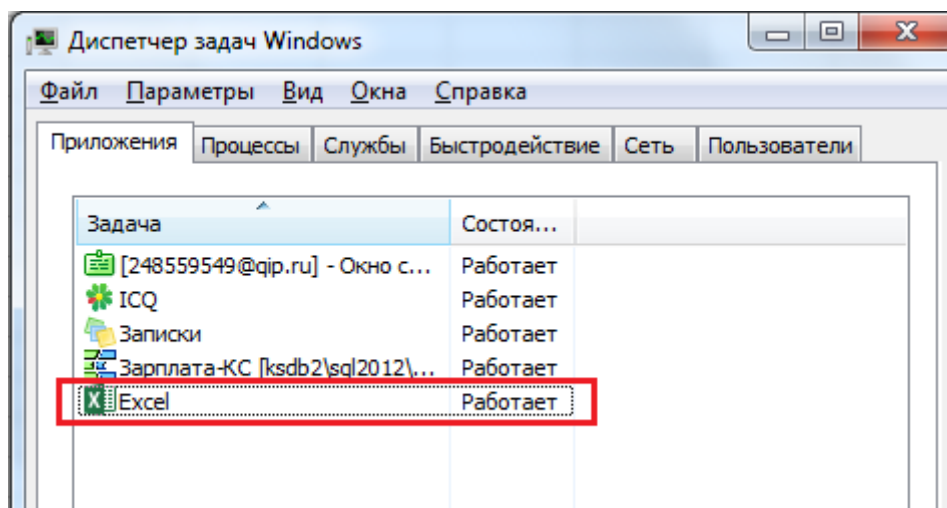 Диспетчер задач Windows
Файл Параметры Вид Окна Справка
Приложения Процессы Службы Быстродействие Сеть Пользователи
Задача Состоя...
[248559549@qip.ru] - Окно с... Работает
ICQ Работает
Записки Работает
Зарплата-КС [ksdb2\sql2012\... Работает
Excel Работает